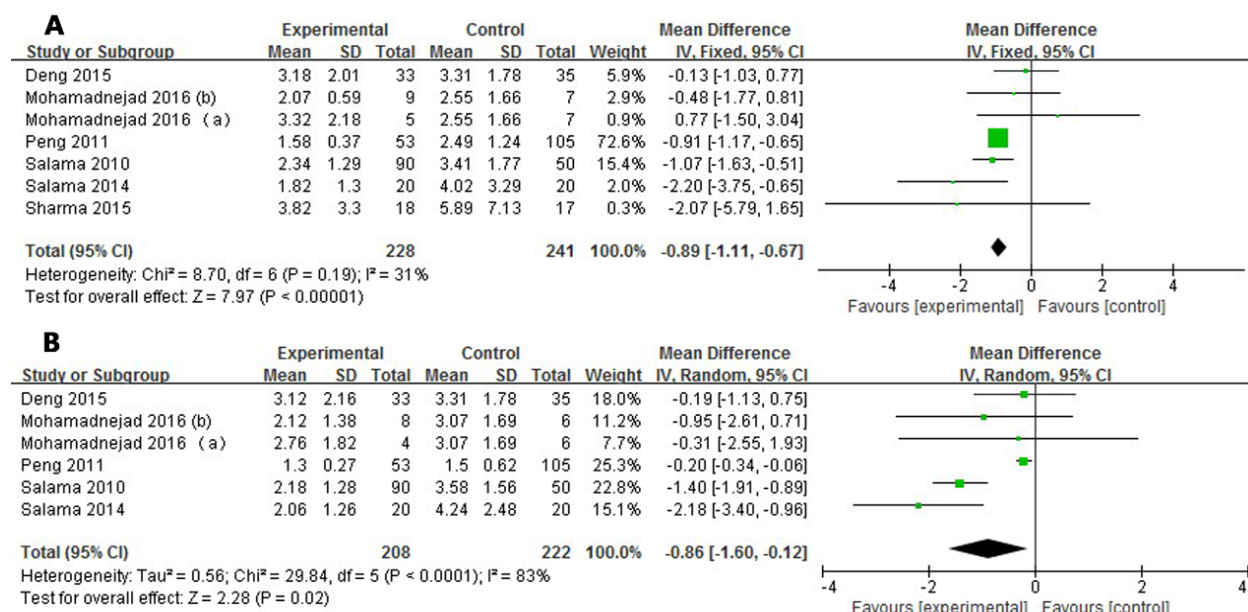 A
Experimental Control Mean Difference Mean Difference
Study or Subgroup Mean SD Total Mean SD Total Weight IV, Fixed, 95% CI IV, Fixed, 95% CI
Deng 2015 3.18 2.01 33 3.31 1.78 35 5.9% -0.13 [-1.03, 0.77]
Mohamadnejad 2016 (b) 2.07 0.59 9 2.55 1.66 7 2.9% -0.48 [-1.77, 0.81]
Mohamadnejad 2016 (a) 3.32 2.18 5 2.55 1.66 7 0.9% 0.77 [-1.50, 3.04]
Peng 2011 1.58 0.37 53 2.49 1.24 105 72.6% -0.91 [-1.17, -0.65]
Salama 2010 2.34 1.29 90 3.41 1.77 50 15.4% -1.07 [-1.63, -0.51]
Salama 2014 1.82 1.3 20 4.02 3.29 20 2.0% -2.20 [-3.75, -0.65]
Sharma 2015 3.82 3.3 18 5.89 7.13 17 0.3% -2.07 [-5.79, 1.65]
Total (95% CI) 228 241 100.0% -0.89 [-1.11, -0.67]
Heterogeneity: Chi² = 8.70, df = 6 (P = 0.19); I² = 31%
Test for overall effect: Z = 7.97 (P < 0.00001)
-4 -2 0 2 4
Favours [experimental] Favours [control]
B
Experimental Control Mean Difference Mean Difference
Study or Subgroup Mean SD Total Mean SD Total Weight IV, Random, 95% CI IV, Random, 95% CI
Deng 2015 3.12 2.16 33 3.31 1.78 35 18.0% -0.19 [-1.13, 0.75]
Mohamadnejad 2016 (b) 2.12 1.38 8 3.07 1.69 6 11.2% -0.95 [-2.61, 0.71]
Mohamadnejad 2016 (a) 2.76 1.82 4 3.07 1.69 6 7.7% -0.31 [-2.55, 1.93]
Peng 2011 1.3 0.27 53 1.5 0.62 105 25.3% -0.20 [-0.34, -0.06]
Salama 2010 2.18 1.28 90 3.58 1.56 50 22.8% -1.40 [-1.91, -0.89]
Salama 2014 2.06 1.26 20 4.24 2.48 20 15.1% -2.18 [-3.40, -0.96]
Total (95% CI) 208 222 100.0% -0.86 [-1.60, -0.12]
Heterogeneity: Tau² = 0.56; Chi² = 29.84, df = 5 (P < 0.0001); I² = 83%
Test for overall effect: Z = 2.28 (P = 0.02)
-4 -2 0 2 4
Favours [experimental] Favours [control]